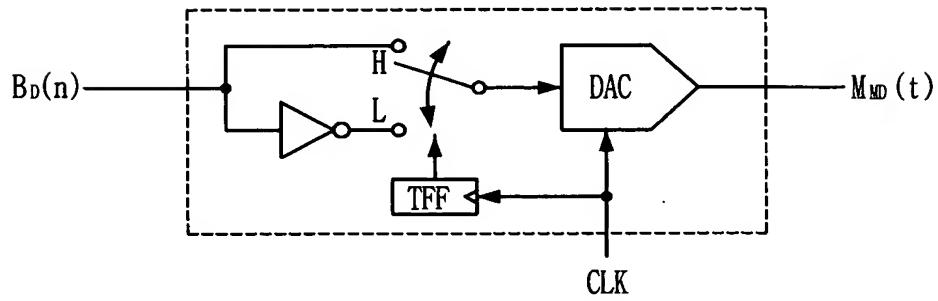 H
B_D(n)
DAC
M_MD(t)
L
TFF
CLK